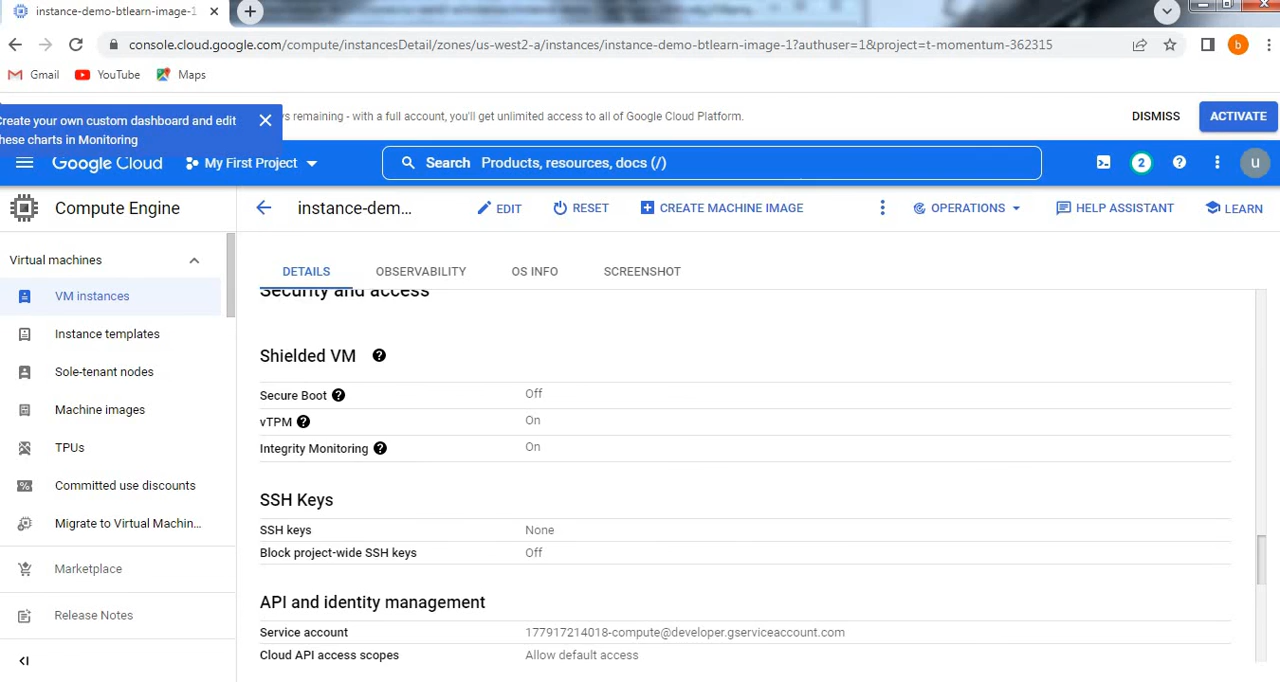 instance-demo-btlearn-image-1
console.cloud.google.com/compute/instancesDetail/zones/us-west2-a/instances/instance-demo-btlearn-image-1?authuser=1&project=t-momentum-362315
b
Gmail
YouTube
Maps
reate your own custom dashboard and edit
hese charts in Monitoring
s remaining - with a full account, you'll get unlimited access to all of Google Cloud Platform.
DISMISS
ACTIVATE
Google Cloud
My First Project
Search Products, resources, docs (/)
2
u
Compute Engine
instance-dem...
EDIT
RESET
CREATE MACHINE IMAGE
OPERATIONS
HELP ASSISTANT
LEARN
Virtual machines
VM instances
Instance templates
Sole-tenant nodes
Machine images
TPUs
Committed use discounts
Migrate to Virtual Machin...
Marketplace
Release Notes
DETAILS
OBSERVABILITY
OS INFO
SCREENSHOT
Security and access
Shielded VM
Secure Boot Off
vTPM On
Integrity Monitoring On
SSH Keys
SSH keys None
Block project-wide SSH keys Off
API and identity management
Service account 177917214018-compute@developer.gserviceaccount.com
Cloud API access scopes Allow default access